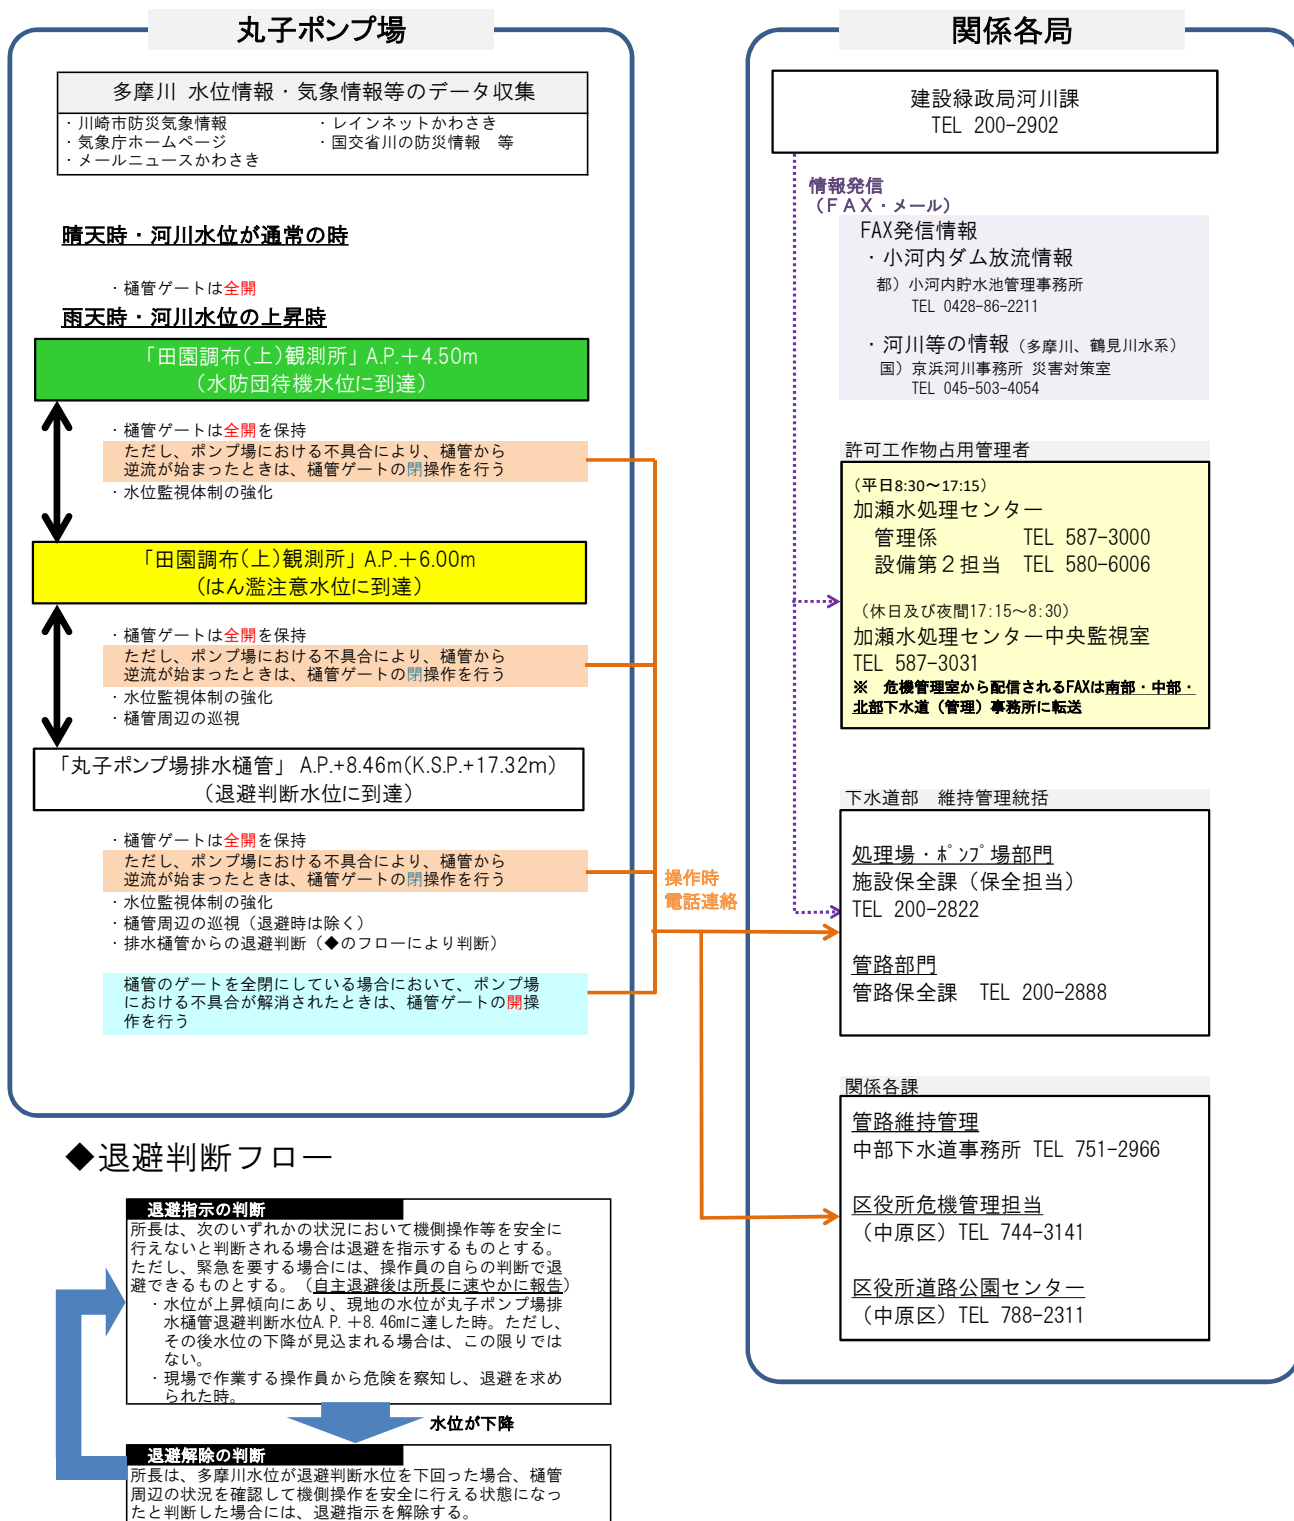 丸子ポンプ場
多摩川 水位情報・気象情報等のデータ収集
・川崎市防災気象情報
・レインネットかわさき
・気象庁ホームページ
・国交省川の防災情報 等
・メールニュースかわさき
晴天時・河川水位が通常の時
・樋管ゲートは全開
雨天時・河川水位の上昇時
「田園調布(上)観測所」A.P.＋4.50m
(水防団待機水位に到達)
・樋管ゲートは全開を保持
ただし、ポンプ場における不具合により、樋管から
逆流が始まったときは、樋管ゲートの閉操作を行う
・水位監視体制の強化
「田園調布(上)観測所」A.P.＋6.00m
(はん濫注意水位に到達)
・樋管ゲートは全開を保持
ただし、ポンプ場における不具合により、樋管から
逆流が始まったときは、樋管ゲートの閉操作を行う
・水位監視体制の強化
・樋管周辺の巡視
「丸子ポンプ場排水樋管」 A.P.+8.46m(K.S.P.+17.32m)
(退避判断水位に到達)
・樋管ゲートは全開を保持
ただし、ポンプ場における不具合により、樋管から
逆流が始まったときは、樋管ゲートの閉操作を行う
・水位監視体制の強化
・樋管周辺の巡視（退避時は除く）
・排水樋管からの退避判断（◆のフローにより判断）
樋管のゲートを全閉にしている場合において、ポンプ場
における不具合が解消されたときは、樋管ゲートの開操
作を行う
操作時
電話連絡
関係各局
建設緑政局河川課
TEL 200-2902
情報発信
（ＦＡＸ・メール）
FAX発信情報
・小河内ダム放流情報
都）小河内貯水池管理事務所
TEL 0428-86-2211
・河川等の情報（多摩川、鶴見川水系）
国）京浜河川事務所 災害対策室
TEL 045-503-4054
許可工作物占用管理者
（平日8:30～17:15）
加瀬水処理センター
管理係 TEL 587-3000
設備第２担当 TEL 580-6006
（休日及び夜間17:15～8:30）
加瀬水処理センター中央監視室
TEL 587-3031
※ 危機管理室から配信されるFAXは南部・中部・
北部下水道（管理）事務所に転送
下水道部 維持管理統括
処理場・ﾎﾟﾝﾌﾟ場部門
施設保全課（保全担当）
TEL 200-2822
管路部門
管路保全課 TEL 200-2888
関係各課
管路維持管理
中部下水道事務所 TEL 751-2966
区役所危機管理担当
（中原区）TEL 744-3141
区役所道路公園センター
（中原区）TEL 788-2311
◆退避判断フロー
退避指示の判断
所長は、次のいずれかの状況において機側操作等を安全に
行えないと判断される場合は退避を指示するものとする。
ただし、緊急を要する場合には、操作員の自らの判断で退
避できるものとする。（自主退避後は所長に速やかに報告）
・水位が上昇傾向にあり、現地の水位が丸子ポンプ場排
水樋管退避判断水位A.P.＋8.46mに達した時。ただし、
その後水位の下降が見込まれる場合は、この限りでは
ない。
・現場で作業する操作員から危険を察知し、退避を求め
られた時。
水位が下降
退避解除の判断
所長は、多摩川水位が退避判断水位を下回った場合、樋管
周辺の状況を確認して機側操作を安全に行える状態になっ
たと判断した場合には、退避指示を解除する。